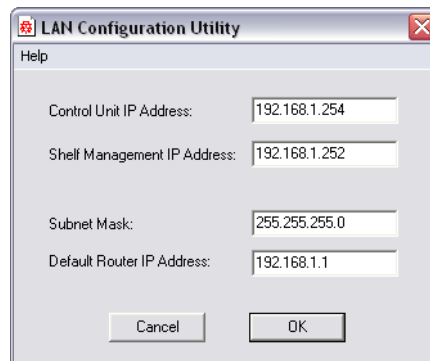 LAN Configuration Utility
Help
Control Unit IP Address: 192.168.1.254
Shelf Management IP Address: 192.168.1.252
Subnet Mask: 255.255.255.0
Default Router IP Address: 192.168.1.1
Cancel OK